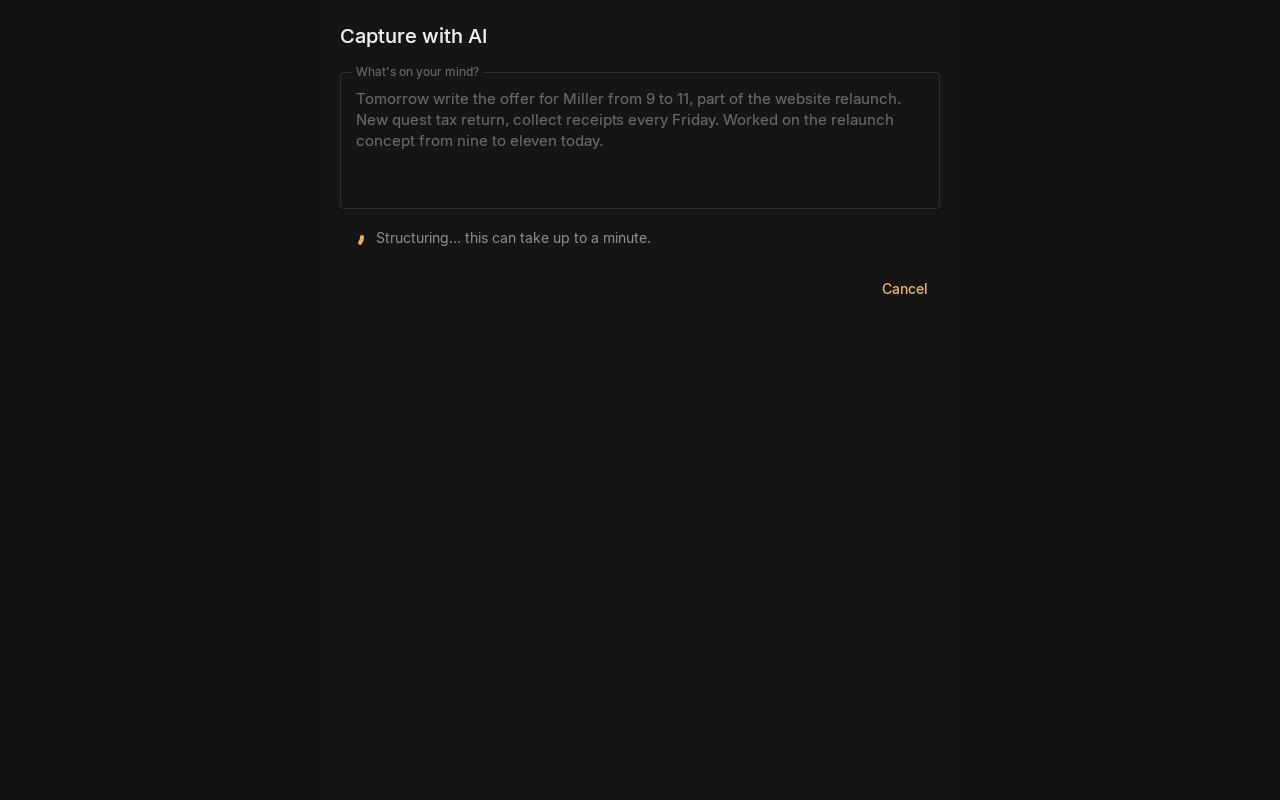 Capture with AI
What's on your mind?
Tomorrow write the offer for Miller from 9 to 11, part of the website relaunch.
New quest tax return, collect receipts every Friday. Worked on the relaunch
concept from nine to eleven today.
Structuring... this can take up to a minute.
Cancel